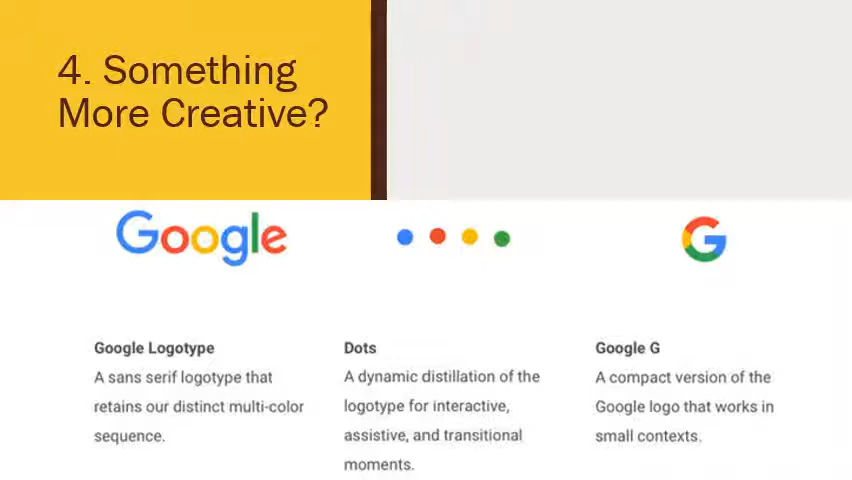 4. Something
More Creative?
Google
G
Google Logotype
A sans serif logotype that
retains our distinct multi-color
sequence.
Dots
A dynamic distillation of the
logotype for interactive,
assistive, and transitional
moments.
Google G
A compact version of the
Google logo that works in
small contexts.